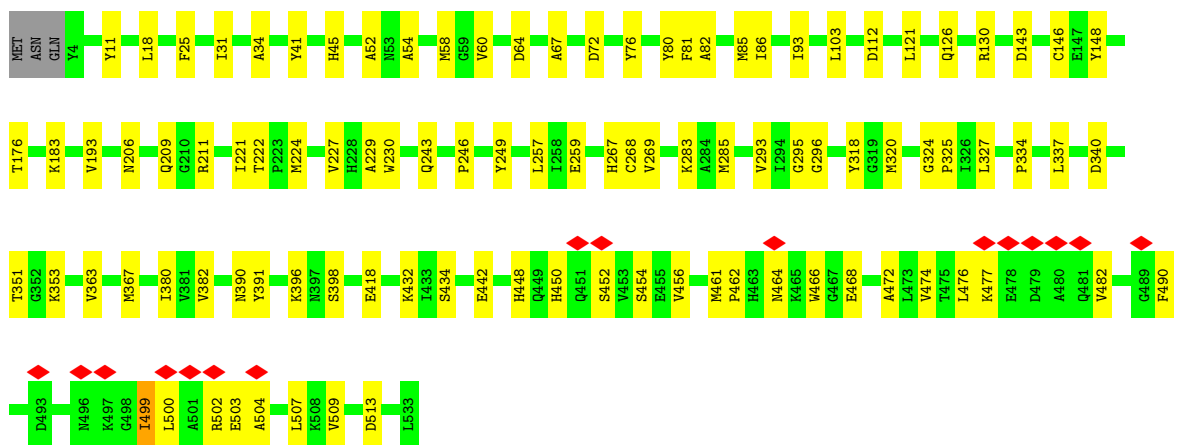 MET ASN GLN Y4 Y11 L18 F25 I31 A34 Y41 H45 A52 N53 A54 M58 G59 V60 D64 A67 D72 Y76 Y80 F81 A82 M85 I86 I93 L103 D112 L121 Q126 R130 D143 C146 E147 Y148
T176 K183 V193 N206 Q209 G210 R211 I221 T222 P223 M224 V227 H228 A229 W230 Q243 P246 Y249 L257 I258 E259 H267 C268 V269 K283 A284 M285 V293 I294 G295 G296 Y318 G319 M320 G324 P325 I326 L327 P334 L337 D340
T351 G352 K353 V363 M367 I380 V381 V382 N390 Y391 K396 N397 S398 E418 K432 I433 S434 E442 H448 Q449 H450 Q451 S452 V453 S454 E455 V456 M461 P462 H463 N464 K465 W466 G467 E468 A472 L473 V474 T475 L476 K477 E478 D479 A480 Q481 V482 G489 F490
D493 N496 K497 G498 I499 L500 A501 R502 E503 A504 L507 K508 V509 D513 L533